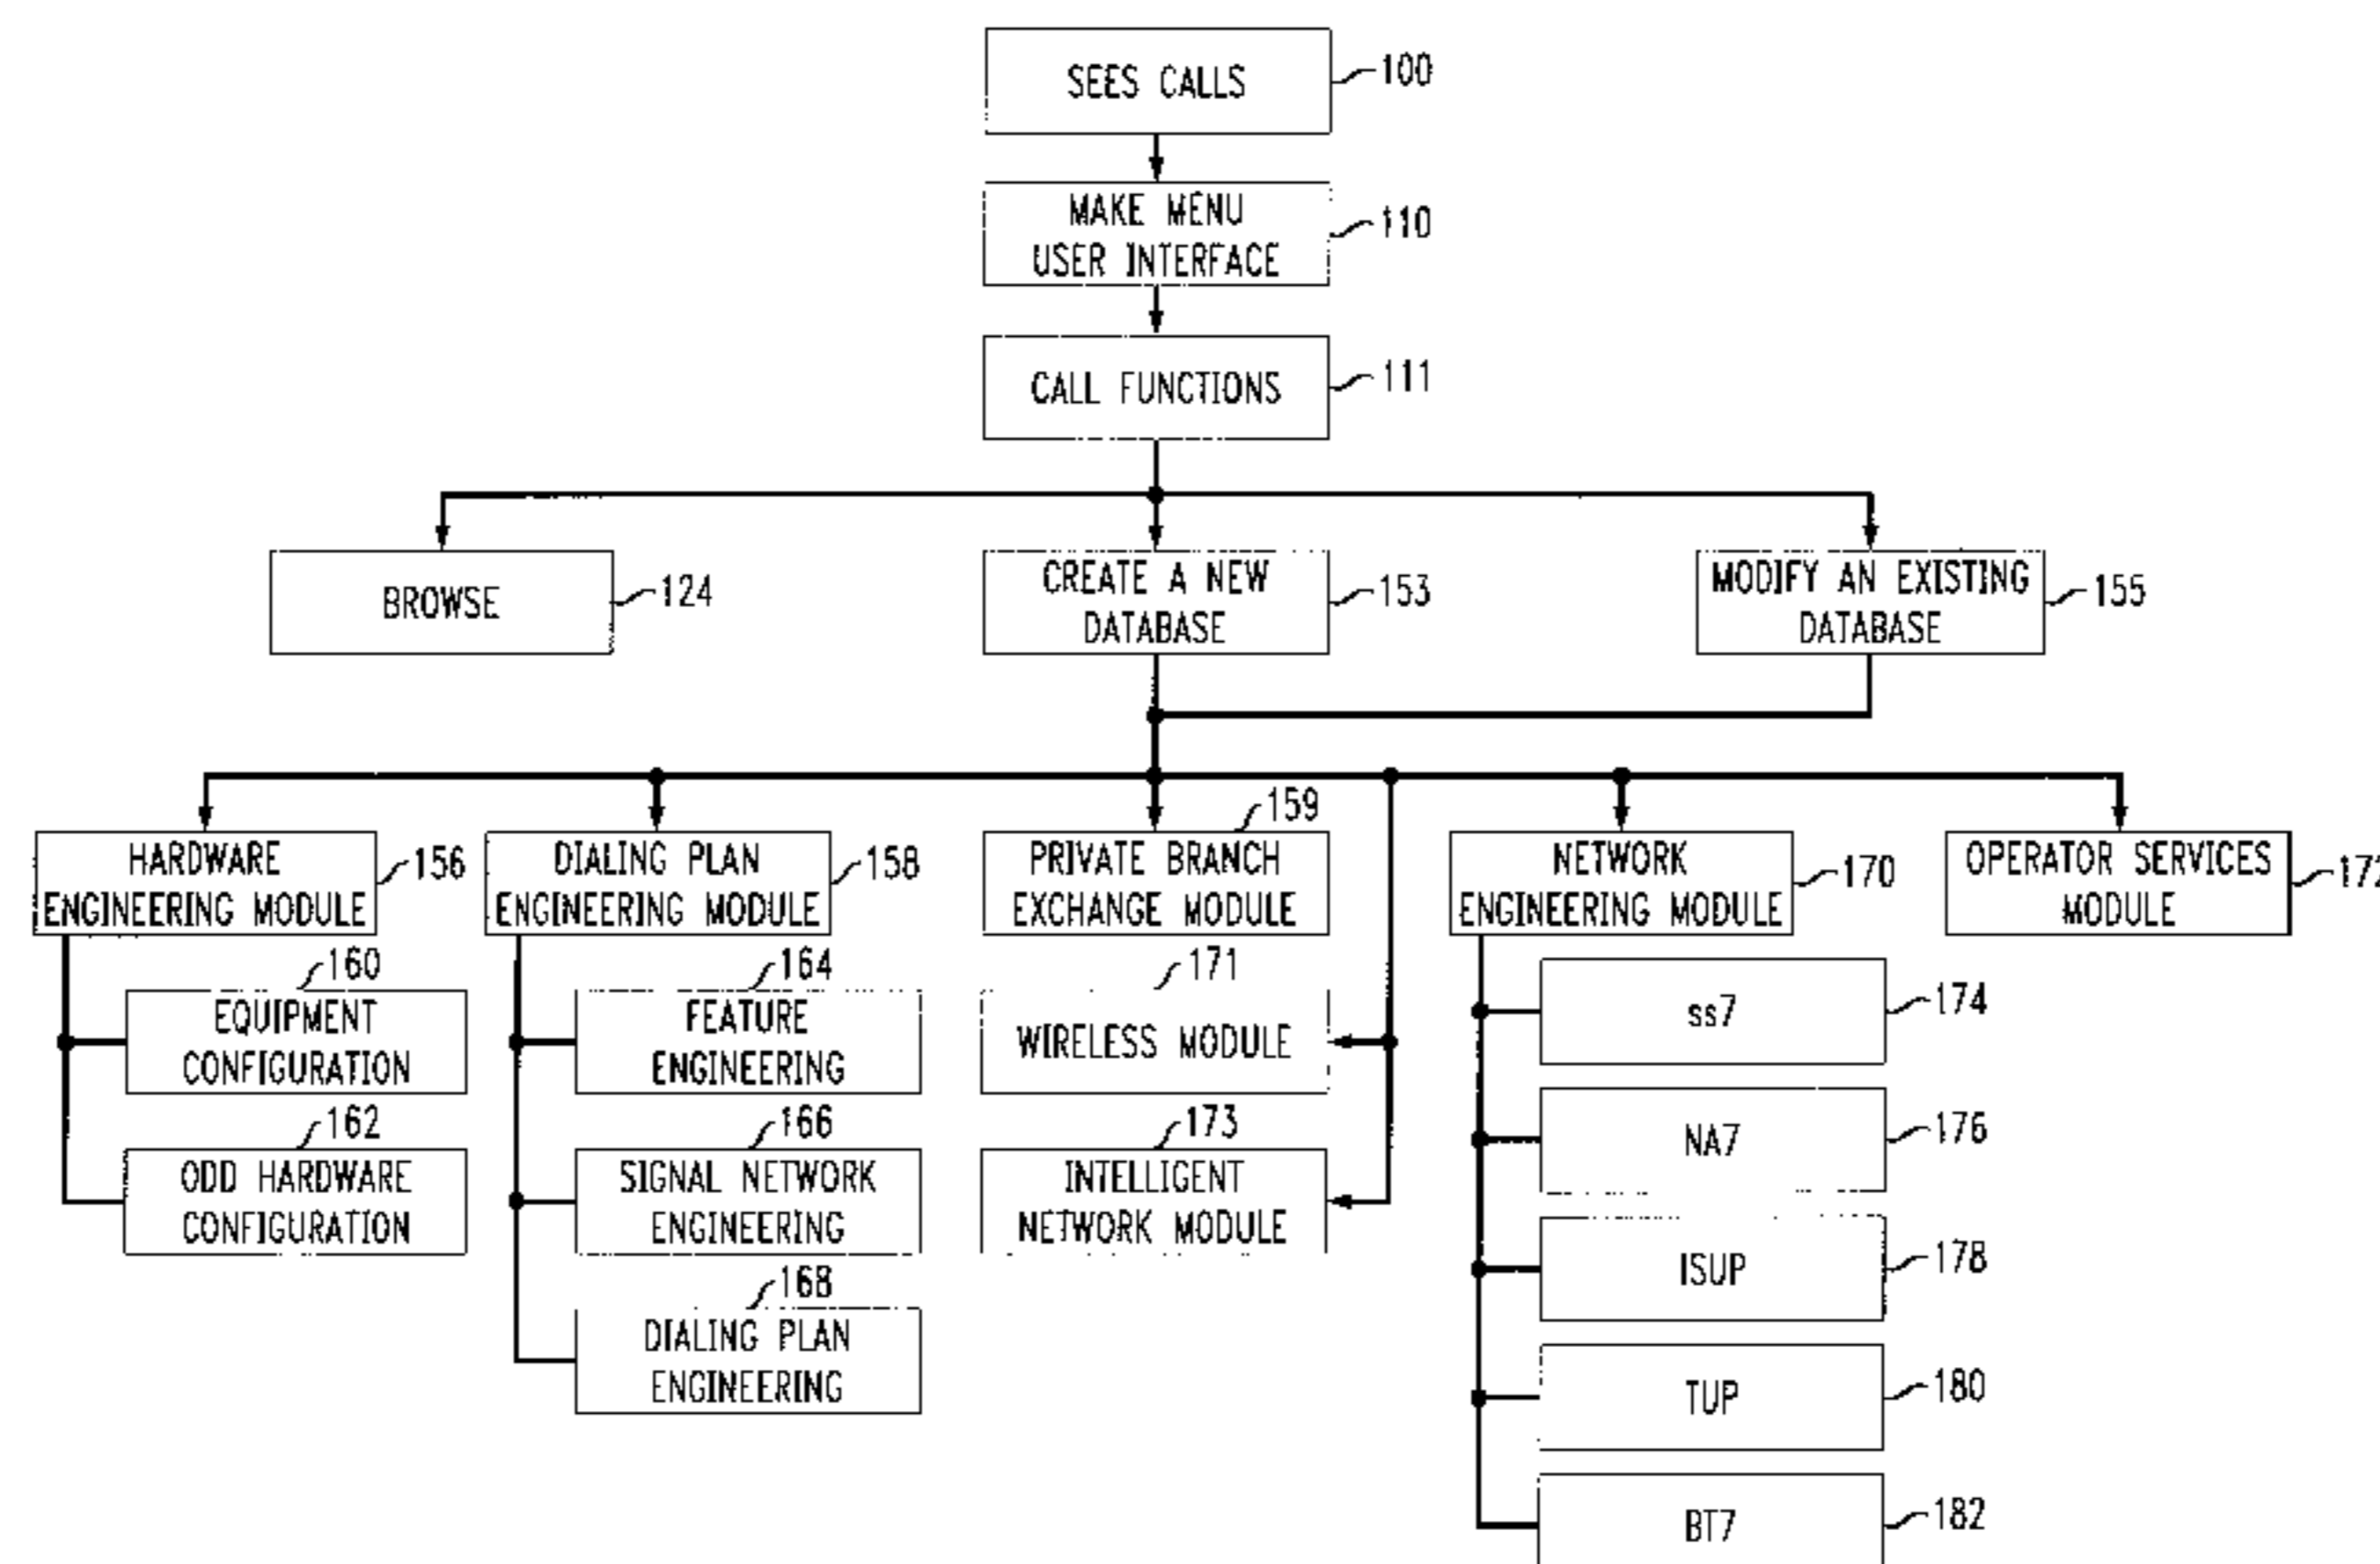 SEES CALLS
100
MAKE MENU
USER INTERFACE
110
CALL FUNCTIONS
111
BROWSE
124
CREATE A NEW
DATABASE
153
MODIFY AN EXISTING
DATABASE
155
HARDWARE
ENGINEERING MODULE
156
DIALING PLAN
ENGINEERING MODULE
158
159
PRIVATE BRANCH
EXCHANGE MODULE
NETWORK
ENGINEERING MODULE
170
OPERATOR SERVICES
MODULE
172
160
EQUIPMENT
CONFIGURATION
162
ODD HARDWARE
CONFIGURATION
164
FEATURE
ENGINEERING
166
SIGNAL NETWORK
ENGINEERING
168
DIALING PLAN
ENGINEERING
171
WIRELESS MODULE
173
INTELLIGENT
NETWORK MODULE
ss7
174
NA7
176
ISUP
178
TUP
180
BT7
182